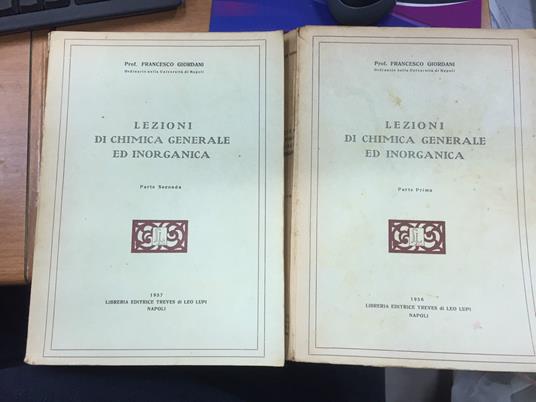 Prof. FRANCESCO GIORDANI
Ordinario nella Università di Napoli
LEZIONI
DI CHIMICA GENERALE
ED INORGANICA
Parte Seconda
1957
LIBRERIA EDITRICE TREVES di LEO LUPI
NAPOLI
Prof. FRANCESCO GIORDANI
Ordinario nella Università di Napoli
LEZIONI
DI CHIMICA GENERALE
ED INORGANICA
Parte Prima
1956
LIBRERIA EDITRICE TREVES di LEO LUPI
NAPOLI